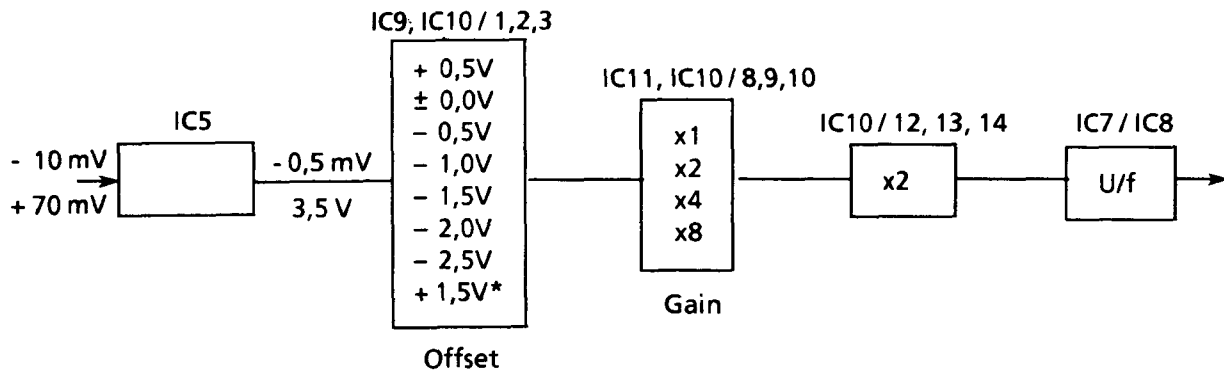 IC9, IC10 / 1,2,3
+ 0,5V
± 0,0V
– 0,5V
– 1,0V
– 1,5V
– 2,0V
– 2,5V
+ 1,5V*
Offset
IC5
- 10 mV
+ 70 mV
- 0,5 mV
3,5 V
IC11, IC10 / 8,9,10
x1
x2
x4
x8
Gain
IC10 / 12, 13, 14
x2
IC7 / IC8
U/f